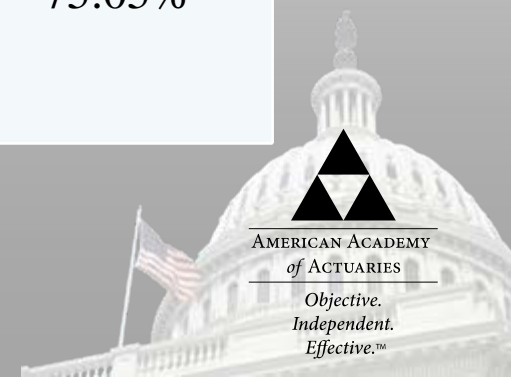 AMERICAN ACADEMY
of ACTUARIES
Objective.
Independent.
Effective.™